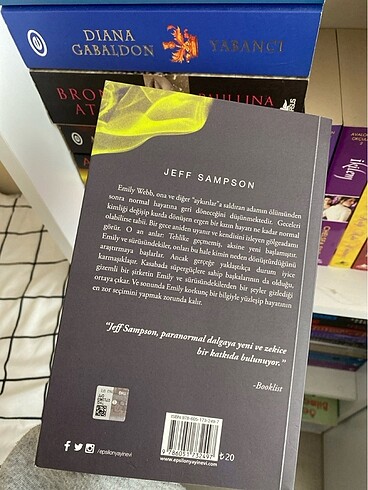 DIANA
GABALDON
YABANCI
JEFF SAMPSON
Emily Webb, ona ve diğer "aykırılar"a saldıran adamın ölümünden
sonra normal hayatına geri döneceğini düşünmektedir. Geceleri
kimliği değişip kurda dönüşen ergen bir kızın hayatı ne kadar normal
olabilirse tabii. Bir gece aniden uyanır ve kendisini izleyen gölgeadamı
görür. O an anlar: Tehlike geçmemiş, aksine yeni başlamıştır.
Emily ve sürüsündekiler, onları bu hale kimin neden dönüştürdüğünü
araştırmaya başlarlar. Ancak gerçeğe yaklaştıkça durum iyice
karmaşıklaşır. Kasabada süpergüçlere sahip başkalarının da olduğu,
gizemli bir şirketin Emily ve sürüsündekilerden bir şeyler gizlediği
ortaya çıkar. Ve sonunda Emily korkunç bir bilgiyle yüzleşip hayatının
en zor seçimini yapmak zorunda kalır.
"Jeff Sampson, paranormal dalgaya yeni ve zekice
bir katkıda bulunuyor."
-Booklist
/epsilonyayinevi
www.epsilonyayinevi.com